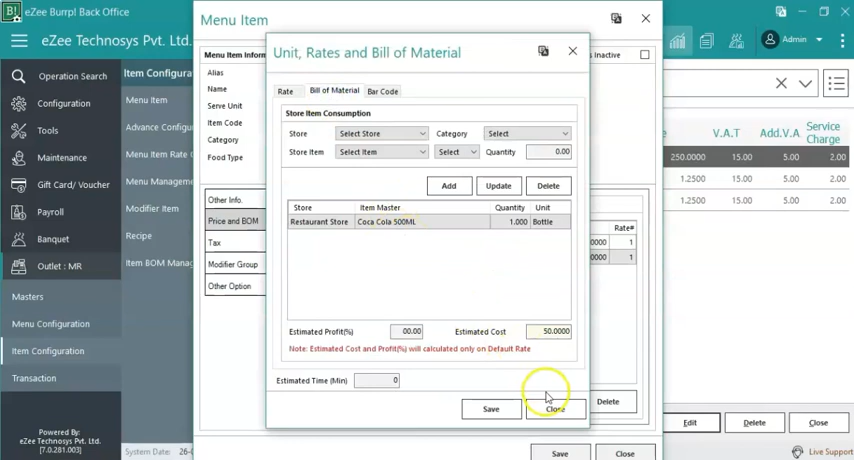 B! eZee Burrp! Back Office
eZee Technosys Pvt. Ltd.
Admin
Operation Search
Configuration
Tools
Maintenance
Gift Card/ Voucher
Payroll
Banquet
Outlet : MR
Masters
Menu Configuration
Item Configuration
Transaction
Powered By:
eZee Technosys Pvt. Ltd.
[7.0.281.003]
Item Configura
Menu Item
Advance Configu
Menu Item Rate C
Menu Managem
Modifier Item
Recipe
Item BOM Manag
System Date: 26-0
Menu Item
Menu Item Inform
s Inactive
Alias
Name
Serve Unit
Item Code
Category
Food Type
Other Info.
Price and BOM
Tax
Modifier Group
Other Option
Unit, Rates and Bill of Material
Rate Bill of Material Bar Code
Store Item Consumption
Store Select Store Category Select
Store Item Select Item Select Quantity 0.00
Add Update Delete
Store Item Master Quantity Unit
Restaurant Store Coca Cola 500ML 1.000 Bottle
Estimated Profit(%) 00.00 Estimated Cost 50.0000
Note: Estimated Cost and Profit(%) will calculated only on Default Rate
Estimated Time (Min) 0
Save Close
Rate#
0000 1
0000 1
Delete
Save Close
e V.A.T Add.V.A Service Charge
250.0000 15.00 5.00 2.00
1.2500 15.00 5.00 2.00
1.2500 15.00 5.00 2.00
Edit Delete Close
Live Support